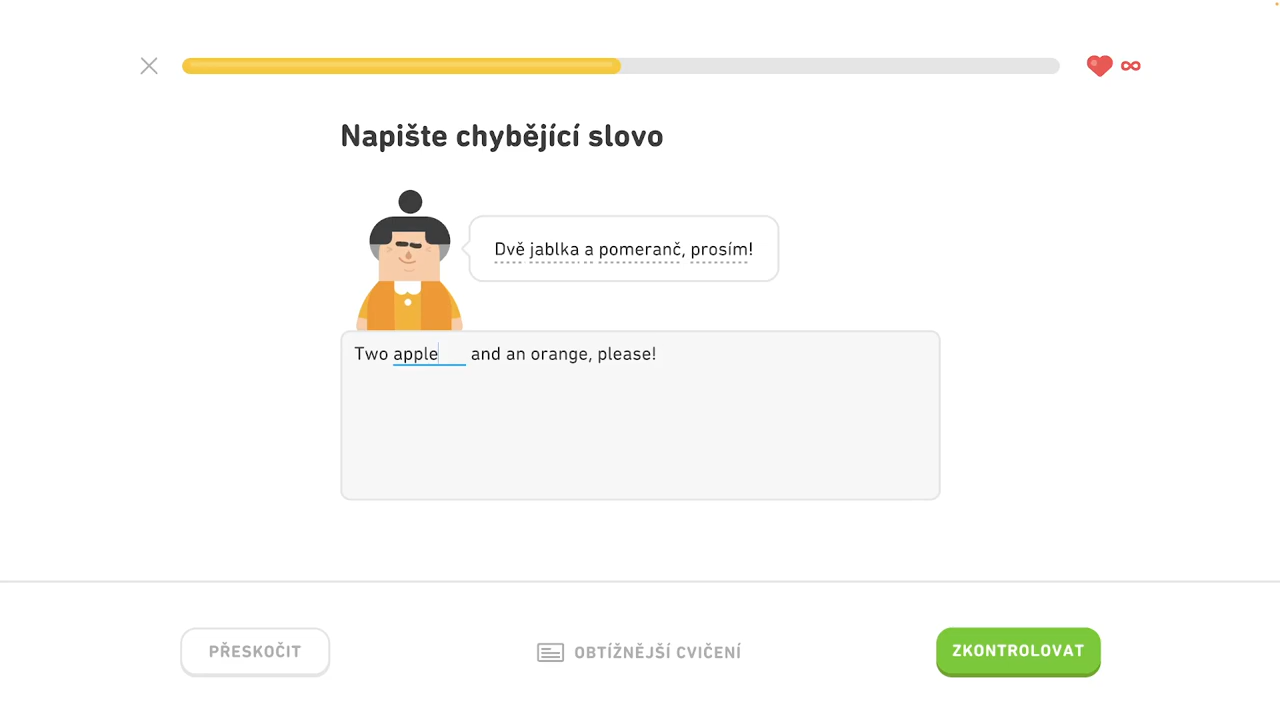 ∞
Napište chybějící slovo
Dvě jablka a pomeranč, prosím!
Two apple and an orange, please!
PŘESKOČIT
OBTÍŽNĚJŠÍ CVIČENÍ
ZKONTROLOVAT